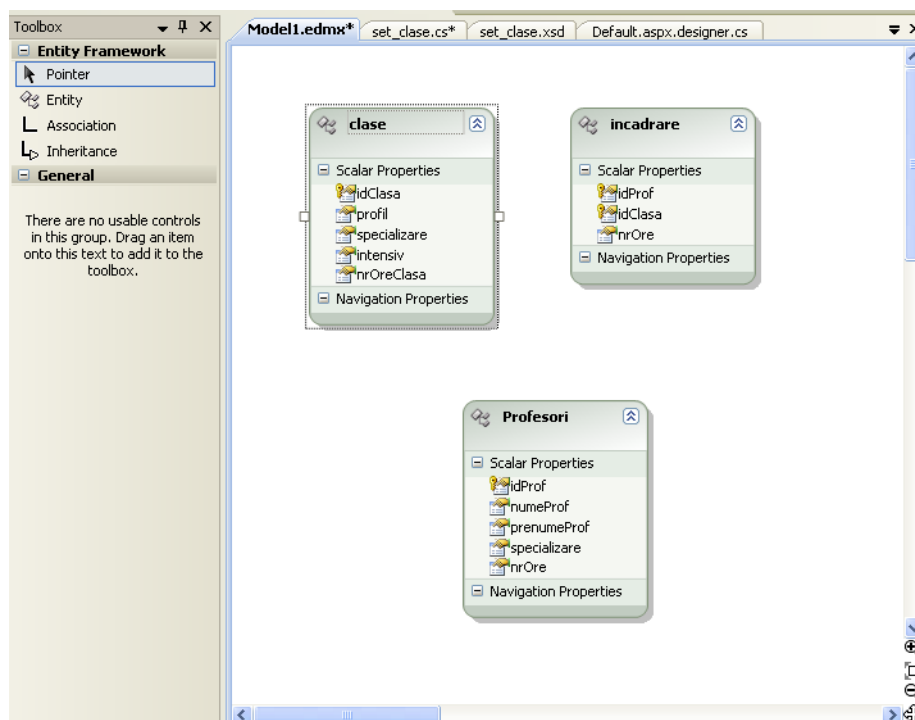 Toolbox
Model1.edmx*
set_clase.cs*
set_clase.xsd
Default.aspx.designer.cs
Entity Framework
Pointer
Entity
Association
Inheritance
General
There are no usable controls
in this group. Drag an item
onto this text to add it to the
toolbox.
clase
Scalar Properties
idClasa
profil
specializare
intensiv
nrOreClasa
Navigation Properties
incadrare
Scalar Properties
idProf
idClasa
nrOre
Navigation Properties
Profesori
Scalar Properties
idProf
numeProf
prenumeProf
specializare
nrOre
Navigation Properties